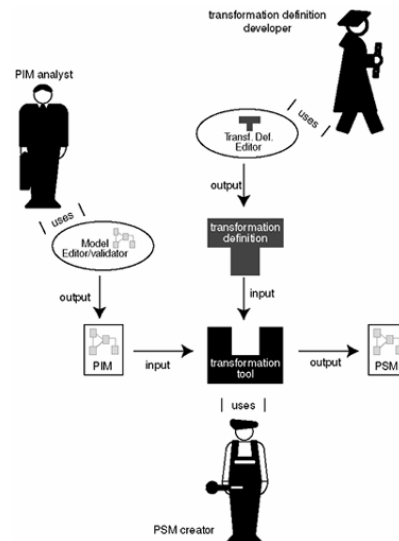 transformation definition
developer
PIM analyst
uses
Transf. Def.
Editor
output
uses
Model
Editor/validator
transformation
definition
output
input
PIM
input
transformation
tool
output
PSM
uses
PSM creator